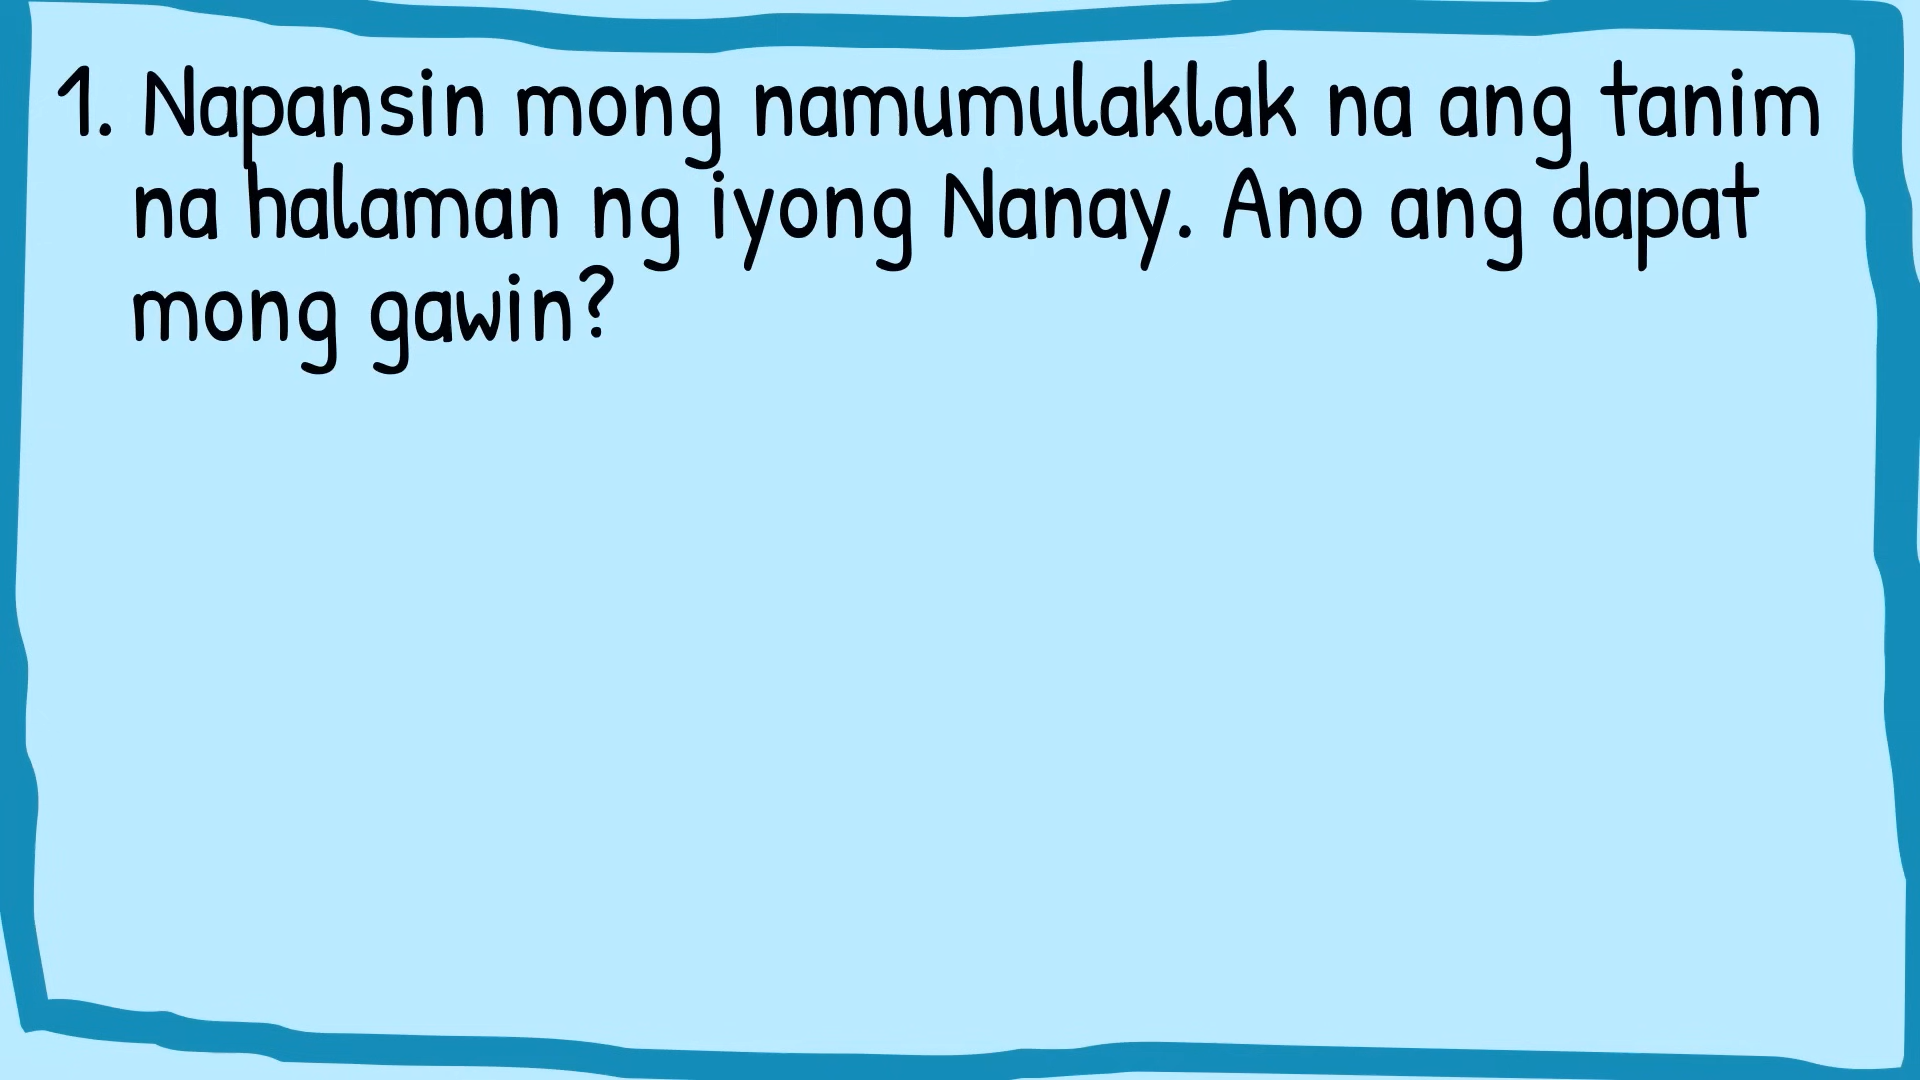 1. Napansin mong namumulaklak na ang tanim
na halaman ng iyong Nanay. Ano ang dapat
mong gawin?